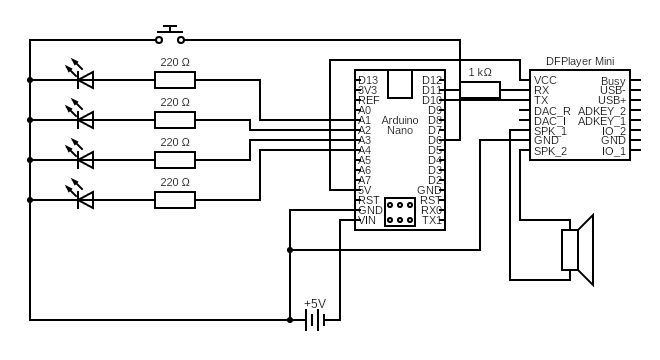 220 Ω
220 Ω
220 Ω
220 Ω
D13
3V3
REF
A0
A1
A2
A3
A4
A5
A6
A7
5V
RST
GND
VIN
Arduino
Nano
D12
D11
D10
D9
D8
D7
D6
D5
D4
D3
D2
GND
RST
RX0
TX1
1 kΩ
DFPlayer Mini
VCC
RX
TX
DAC_R
DAC_I
SPK_1
GND
SPK_2
Busy
USB-
USB+
ADKEY_2
ADKEY_1
IO_2
GND
IO_1
+5V